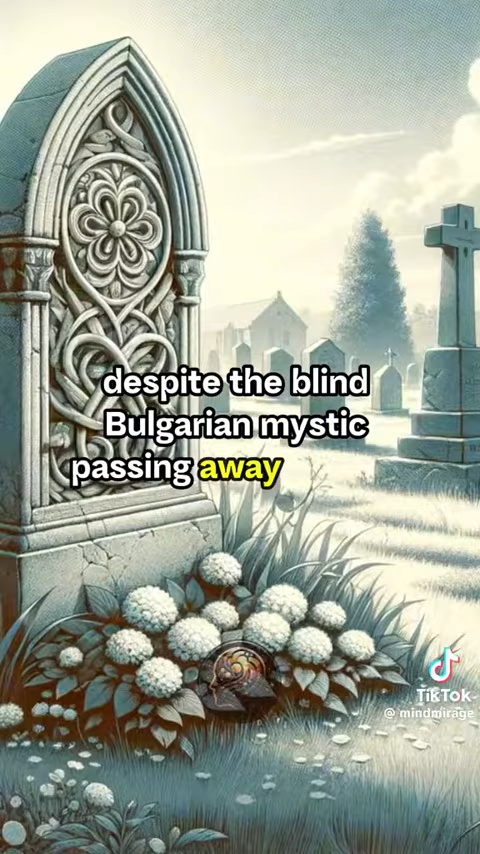 despite the blind
Bulgarian mystic
passing away
TikTok
@ mindmirage